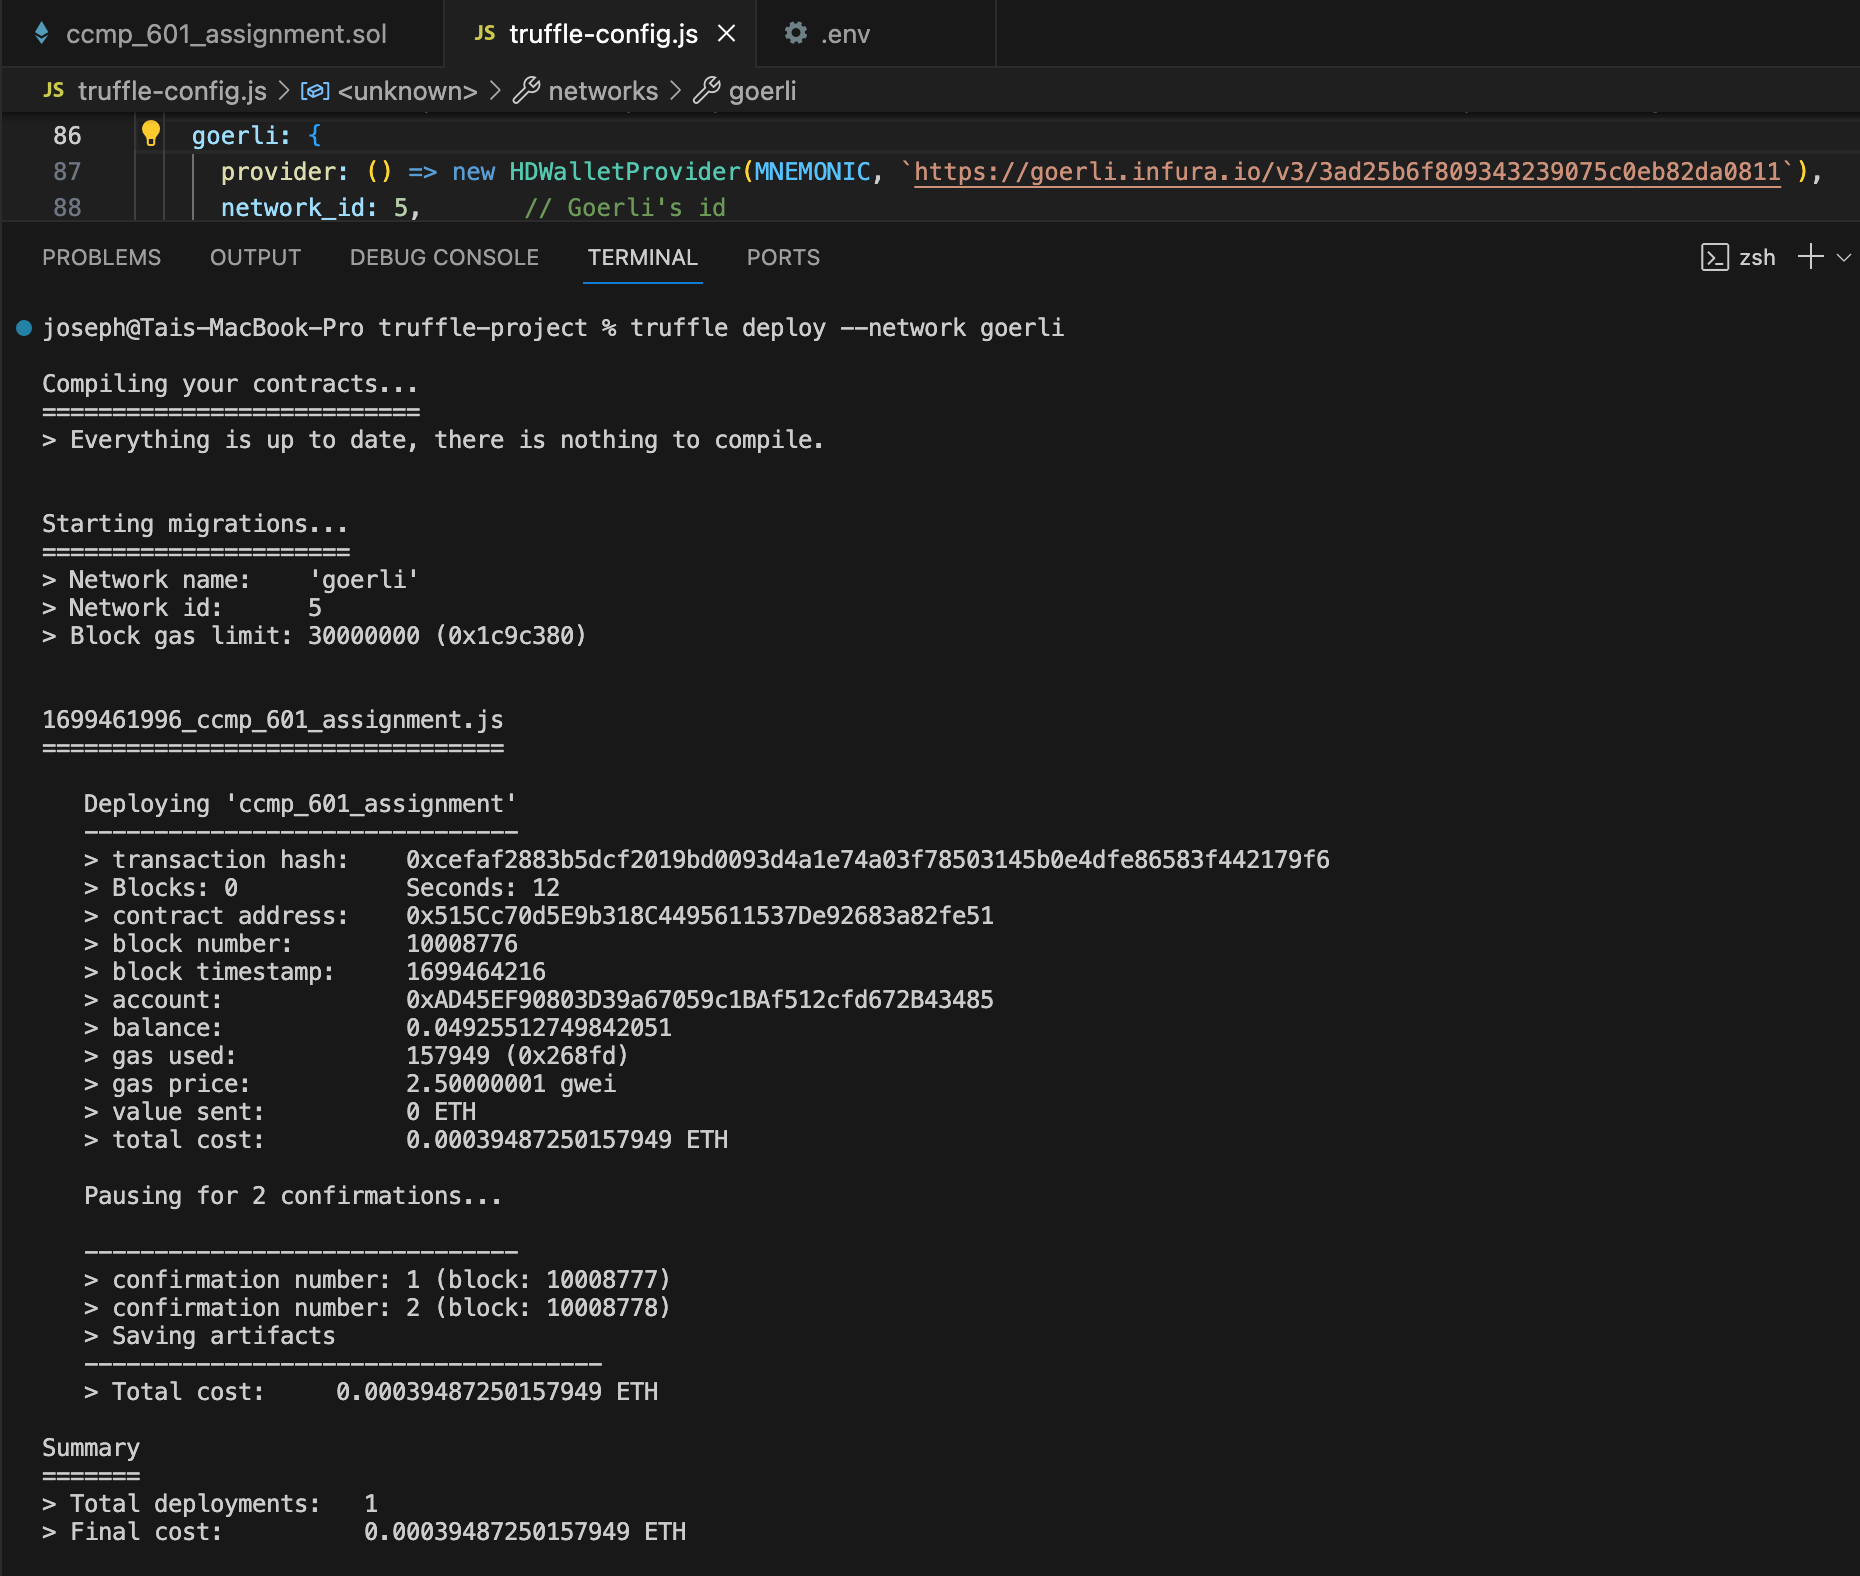 ccmp_601_assignment.sol
JS truffle-config.js
.env
JS truffle-config.js > <unknown> > networks > goerli
86 goerli: {
87 provider: () => new HDWalletProvider(MNEMONIC, `https://goerli.infura.io/v3/3ad25b6f809343239075c0eb82da0811`),
88 network_id: 5, // Goerli's id
PROBLEMS OUTPUT DEBUG CONSOLE TERMINAL PORTS zsh
joseph@Tais-MacBook-Pro truffle-project % truffle deploy --network goerli
Compiling your contracts...
===========================
> Everything is up to date, there is nothing to compile.
Starting migrations...
======================
> Network name: 'goerli'
> Network id: 5
> Block gas limit: 30000000 (0x1c9c380)
1699461996_ccmp_601_assignment.js
=================================
Deploying 'ccmp_601_assignment'
-------------------------------
> transaction hash: 0xcefaf2883b5dcf2019bd0093d4a1e74a03f78503145b0e4dfe86583f442179f6
> Blocks: 0 Seconds: 12
> contract address: 0x515Cc70d5E9b318C4495611537De92683a82fe51
> block number: 10008776
> block timestamp: 1699464216
> account: 0xAD45EF90803D39a67059c1BAf512cfd672B43485
> balance: 0.04925512749842051
> gas used: 157949 (0x268fd)
> gas price: 2.50000001 gwei
> value sent: 0 ETH
> total cost: 0.00039487250157949 ETH
Pausing for 2 confirmations...
-------------------------------
> confirmation number: 1 (block: 10008777)
> confirmation number: 2 (block: 10008778)
> Saving artifacts
-------------------------------------
> Total cost: 0.00039487250157949 ETH
Summary
=======
> Total deployments: 1
> Final cost: 0.00039487250157949 ETH